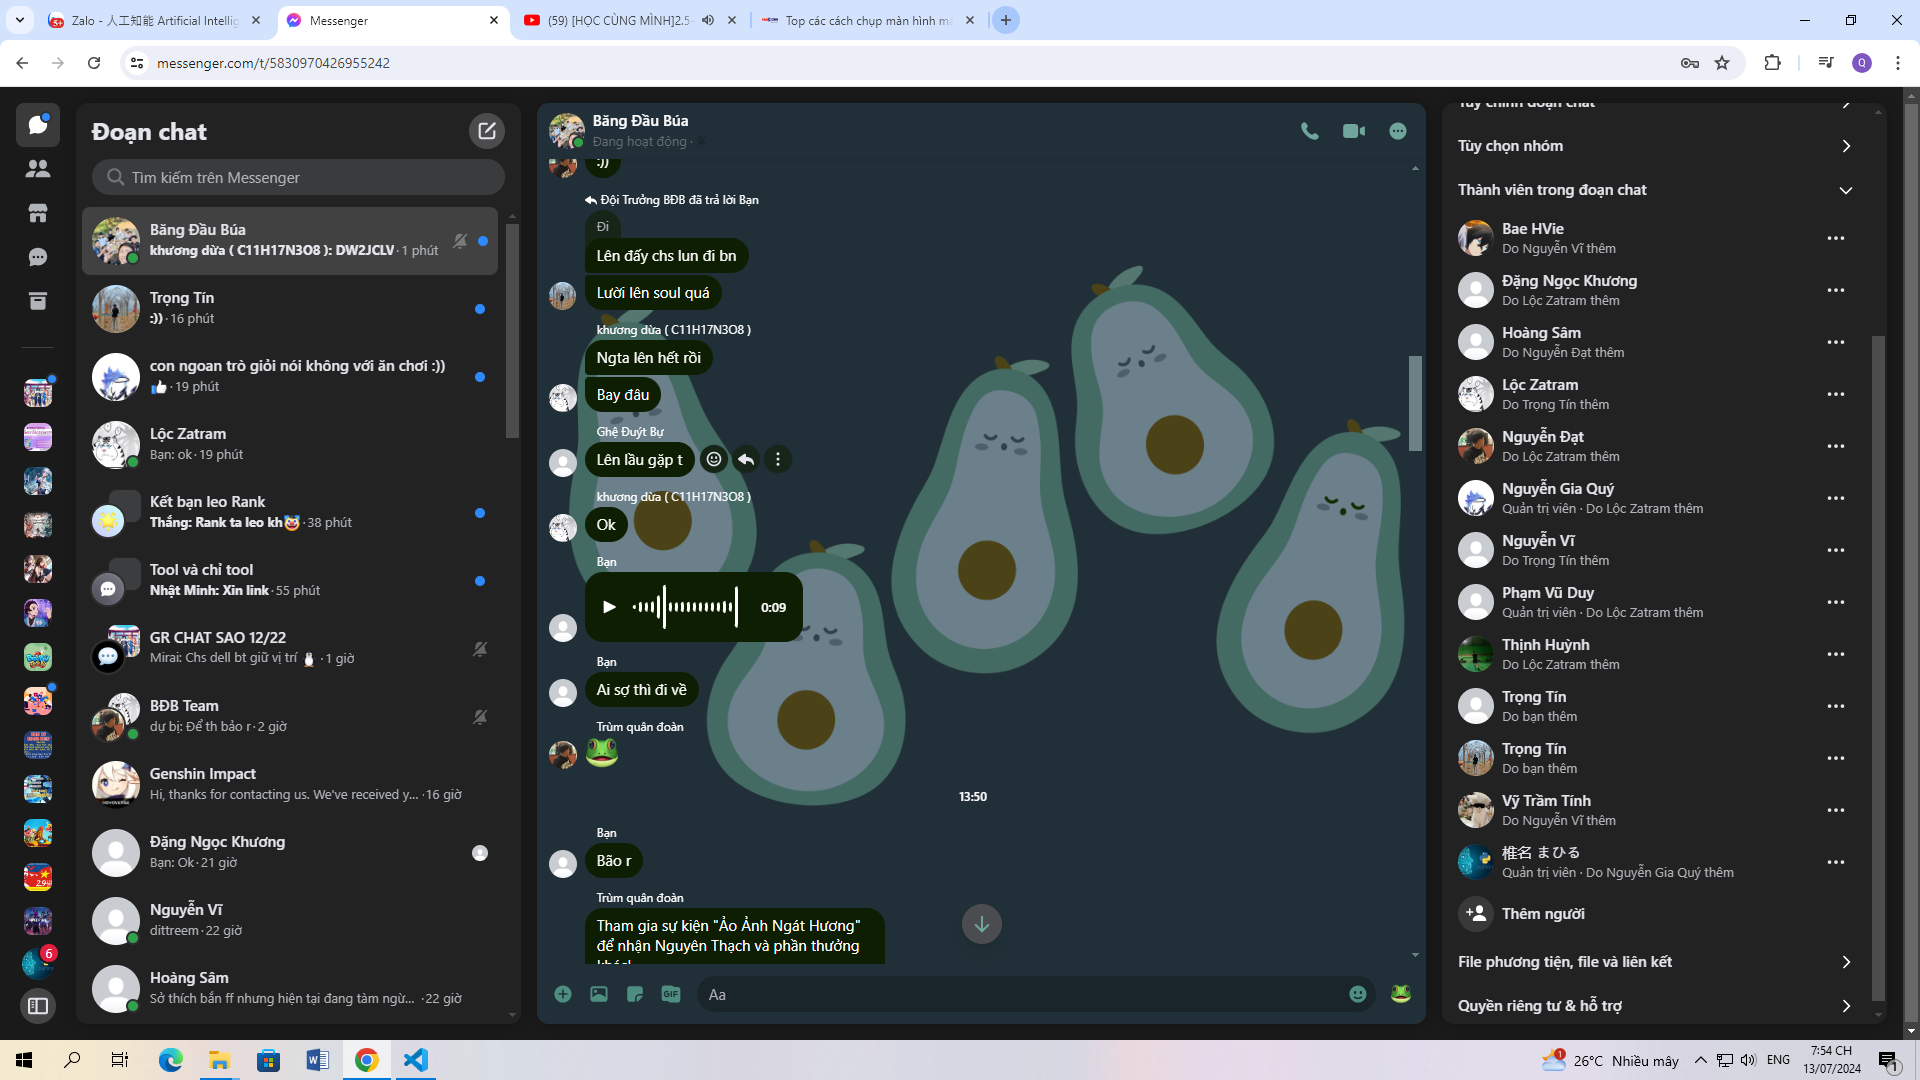 Zalo - 人工知能 Artificial Intellig
Messenger
(59) [HỌC CÙNG MÌNH]2.5-
Top các cách chụp màn hình má
messenger.com/t/5830970426955242
Q
Đoạn chat
Tìm kiếm trên Messenger
Băng Đầu Búa
khương dừa ( C11H17N3O8 ): DW2JCLV · 1 phút
Trọng Tín
:)) · 16 phút
con ngoan trò giỏi nói không với ăn chơi :))
👍 · 19 phút
Lộc Zatram
Bạn: ok · 19 phút
Kết bạn leo Rank
Thắng: Rank ta leo kh🤡 · 38 phút
Tool và chỉ tool
Nhật Minh: Xin link · 55 phút
GR CHAT SAO 12/22
Mirai: Chs dell bt giữ vị trí 🐧 · 1 giờ
BĐB Team
dự bị: Để th bảo r · 2 giờ
Genshin Impact
Hi, thanks for contacting us. We've received y... · 16 giờ
Đặng Ngọc Khương
Bạn: Ok · 21 giờ
Nguyễn Vĩ
dittreem · 22 giờ
Hoàng Sâm
Sở thích bắn ff nhưng hiện tại đang tàm ngừ... · 22 giờ
6
Băng Đầu Búa
Đang hoạt động ·
:))
Đội Trưởng BĐB đã trả lời Bạn
Đi
Lên đấy chs lun đi bn
Lười lên soul quá
khương dừa ( C11H17N3O8 )
Ngta lên hết rồi
Bay đâu
Ghệ Đuýt Bự
Lên lầu gặp t
khương dừa ( C11H17N3O8 )
Ok
Bạn
0:09
Bạn
Ai sợ thì đi về
Trùm quân đoàn
🐸
13:50
Bạn
Bão r
Trùm quân đoàn
Tham gia sự kiện "Ảo Ảnh Ngát Hương"
để nhận Nguyên Thạch và phần thưởng
khác!
GIF
Aa
Tùy chỉnh đoạn chat
Tùy chọn nhóm
Thành viên trong đoạn chat
Bae HVie
Do Nguyễn Vĩ thêm
Đặng Ngọc Khương
Do Lộc Zatram thêm
Hoàng Sâm
Do Nguyễn Đạt thêm
Lộc Zatram
Do Trọng Tín thêm
Nguyễn Đạt
Do Lộc Zatram thêm
Nguyễn Gia Quý
Quản trị viên · Do Lộc Zatram thêm
Nguyễn Vĩ
Do Trọng Tín thêm
Phạm Vũ Duy
Quản trị viên · Do Lộc Zatram thêm
Thịnh Huỳnh
Do Lộc Zatram thêm
Trọng Tín
Do bạn thêm
Trọng Tín
Do bạn thêm
Vỹ Trầm Tính
Do Nguyễn Vĩ thêm
椎名 まひる
Quản trị viên · Do Nguyễn Gia Quý thêm
Thêm người
File phương tiện, file và liên kết
Quyền riêng tư & hỗ trợ
1
26°C Nhiều mây
ENG
7:54 CH
13/07/2024
1